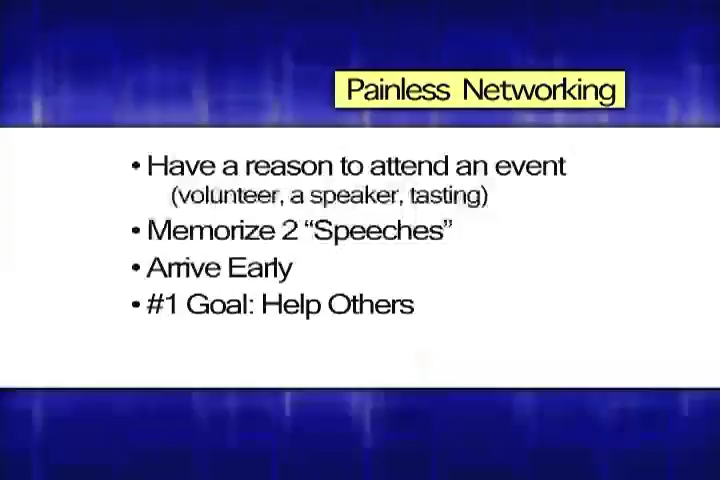 Painless Networking
• Have a reason to attend an event
(volunteer, a speaker, tasting)
• Memorize 2 “Speeches”
• Arrive Early
• #1 Goal: Help Others